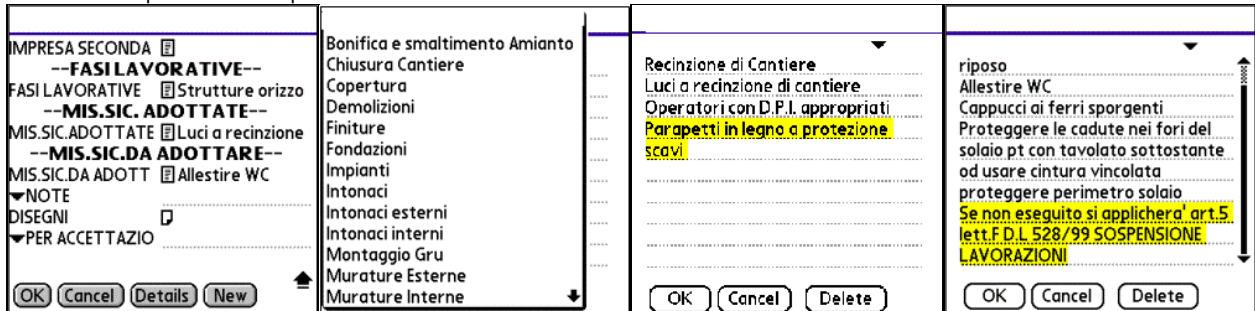 IMPRESA SECONDA
--FASI LAVORATIVE--
FASI LAVORATIVE Strutture orizzo
--MIS.SIC. ADOTTATE--
MIS.SIC.ADOTTATE Luci a recinzione
--MIS.SIC.DA ADOTTARE--
MIS.SIC.DA ADOTT Allestire WC
NOTE
DISEGNI
PER ACCETTAZIO
OK Cancel Details New
Bonifica e smaltimento Amianto
Chiusura Cantiere
Copertura
Demolizioni
Finiture
Fondazioni
Impianti
Intonaci
Intonaci esterni
Intonaci interni
Montaggio Gru
Murature Esterne
Murature Interne
Recinzione di Cantiere
Luci a recinzione di cantiere
Operatori con D.P.I. appropriati
Parapetti in legno a protezione
scavi
OK Cancel Delete
riposo
Allestire WC
Cappucci ai ferri sporgenti
Proteggere le cadute nei fori del
solaio pt con tavolato sottostante
od usare cintura vincolata
proteggere perimetro solaio
Se non eseguito si applichera' art.5
lett.F D.L 528/99 SOSPENSIONE
LAVORAZIONI
OK Cancel Delete